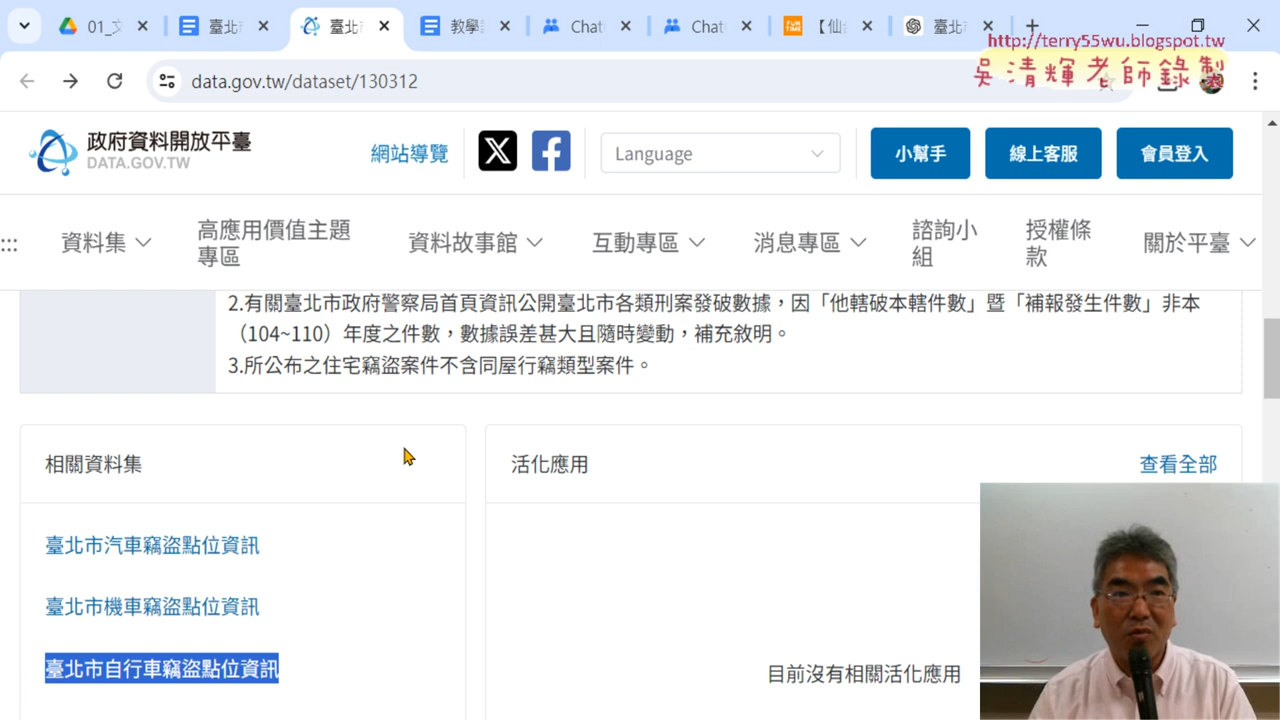 01_文
臺北市
臺北市
教學
Chat
Chat
【仙
臺北市
http://terry55wu.blogspot.tw
吳清輝老師錄製
data.gov.tw/dataset/130312
政府資料開放平臺
DATA.GOV.TW
網站導覽
Language
小幫手
線上客服
會員登入
資料集
高應用價值主題
專區
資料故事館
互動專區
消息專區
諮詢小
組
授權條
款
關於平臺
2.有關臺北市政府警察局首頁資訊公開臺北市各類刑案發破數據，因「他轄破本轄件數」暨「補報發生件數」非本
（104~110）年度之件數，數據誤差甚大且隨時變動，補充敘明。
3.所公布之住宅竊盜案件不含同屋行竊類型案件。
相關資料集
活化應用
查看全部
臺北市汽車竊盜點位資訊
臺北市機車竊盜點位資訊
臺北市自行車竊盜點位資訊
目前沒有相關活化應用